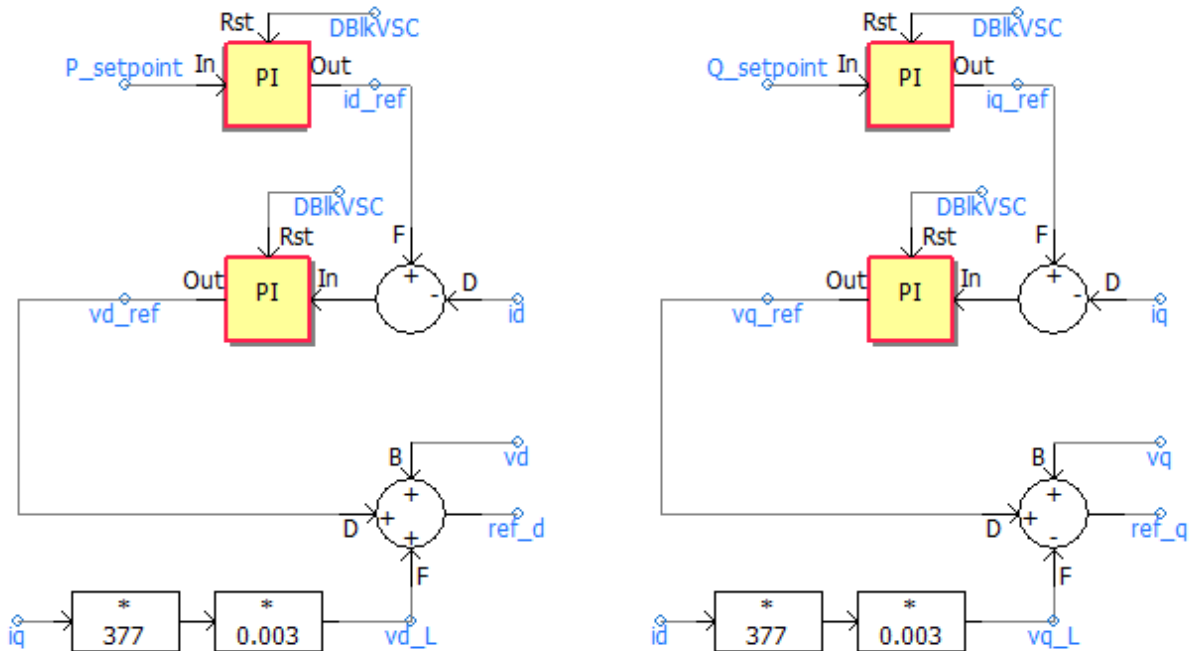 Rst DBlkVSC
P_setpoint In PI Out
id_ref
DBlkVSC
Rst F
Out PI In + - D
vd_ref id
B vd
+
D + ref_d
+
F
iq * 377 * 0.003 vd_L
Rst DBlkVSC
Q_setpoint In PI Out
iq_ref
DBlkVSC
Rst F
Out PI In + - D
vq_ref iq
B vq
+
D + ref_q
-
F
id * 377 * 0.003 vq_L